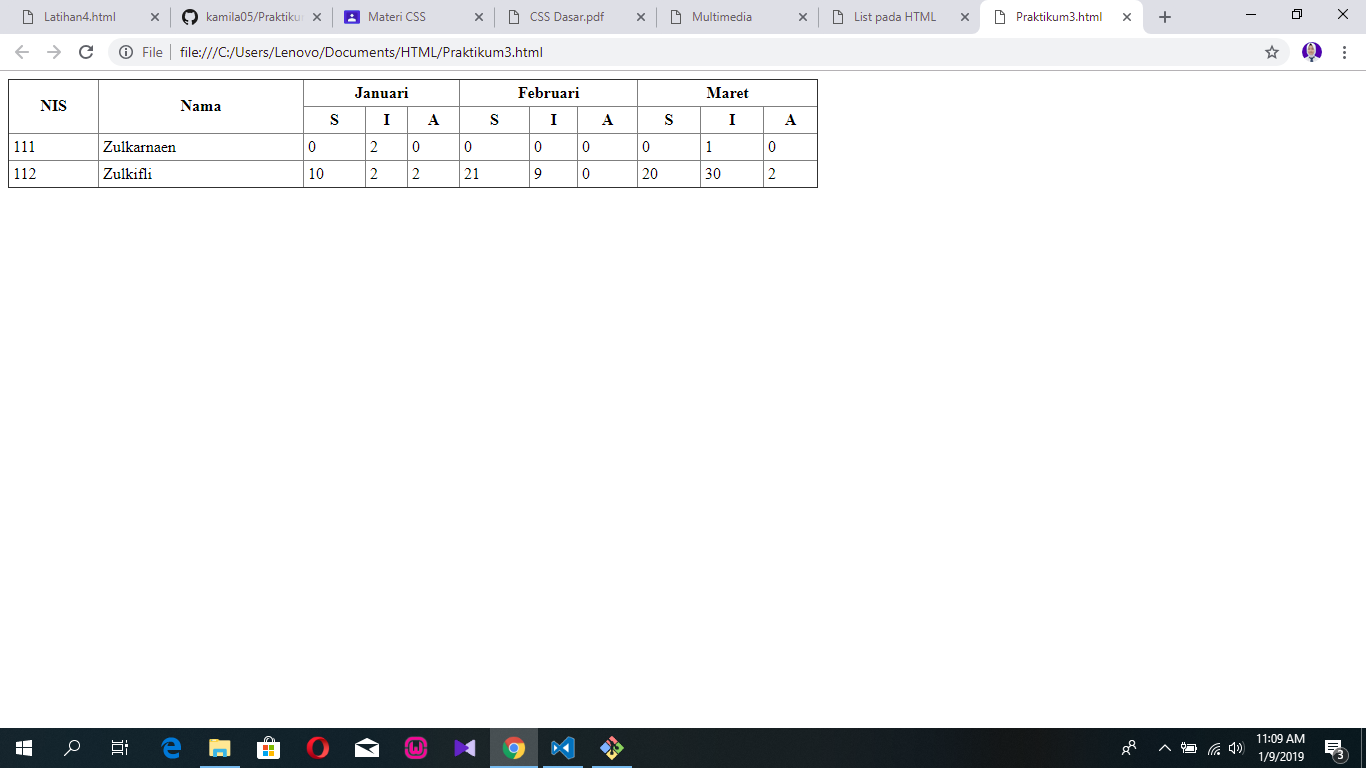 Latihan4.html kamila05/Praktiku Materi CSS CSS Dasar.pdf Multimedia List pada HTML Praktikum3.html
File file:///C:/Users/Lenovo/Documents/HTML/Praktikum3.html
NIS Nama Januari Februari Maret
S I A S I A S I A
111 Zulkarnaen 0 2 0 0 0 0 0 1 0
112 Zulkifli 10 2 2 21 9 0 20 30 2
11:09 AM
1/9/2019
3